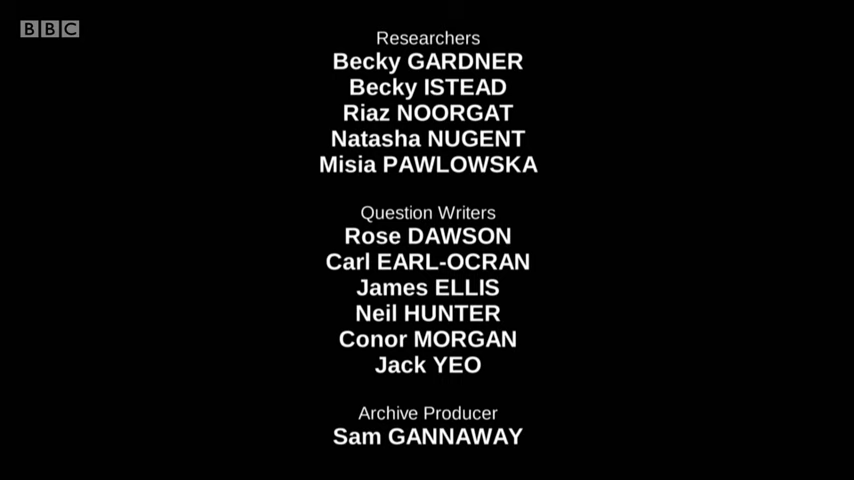 BBC
Researchers
Becky GARDNER
Becky ISTEAD
Riaz NOORGAT
Natasha NUGENT
Misia PAWLOWSKA
Question Writers
Rose DAWSON
Carl EARL-OCRAN
James ELLIS
Neil HUNTER
Conor MORGAN
Jack YEO
Archive Producer
Sam GANNAWAY